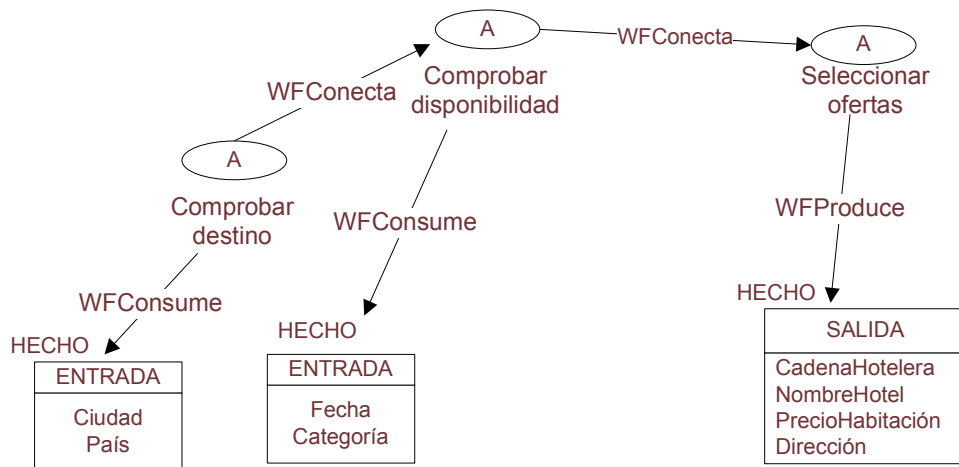 A
WFConecta
A
WFConecta
Comprobar
disponibilidad
Seleccionar
ofertas
A
Comprobar
destino
WFConsume
WFProduce
WFConsume
HECHO
HECHO
HECHO
ENTRADA
Ciudad
País
ENTRADA
Fecha
Categoría
SALIDA
CadenaHotelera
NombreHotel
PrecioHabitación
Dirección